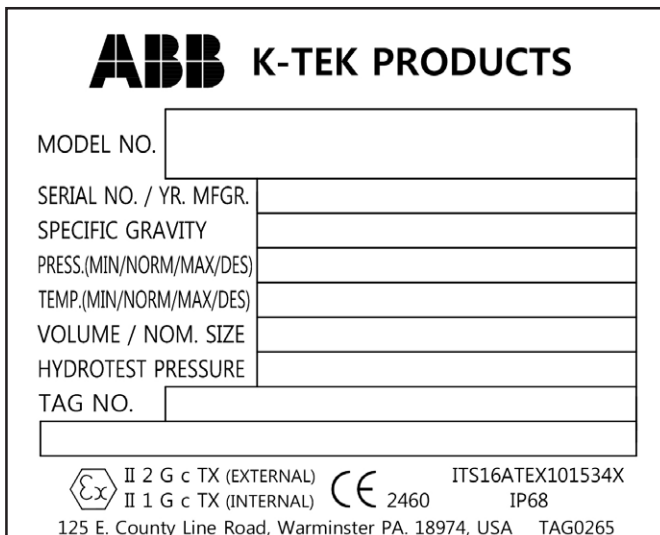 ABB K-TEK PRODUCTS
MODEL NO.
SERIAL NO. / YR. MFGR.
SPECIFIC GRAVITY
PRESS.(MIN/NORM/MAX/DES)
TEMP.(MIN/NORM/MAX/DES)
VOLUME / NOM. SIZE
HYDROTEST PRESSURE
TAG NO.
Ex II 2 G c TX (EXTERNAL) CE 2460 ITS16ATEX101534X
II 1 G c TX (INTERNAL) IP68
125 E. County Line Road, Warminster PA. 18974, USA TAG0265